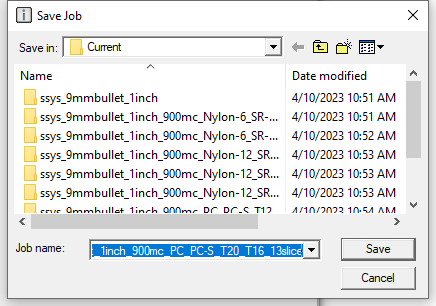 Save Job
Save in: Current
Name Date modified
ssys_9mmbullet_1inch 4/10/2023 10:51 AM
ssys_9mmbullet_1inch_900mc_Nylon-6_SR-... 4/10/2023 10:51 AM
ssys_9mmbullet_1inch_900mc_Nylon-6_SR-... 4/10/2023 10:52 AM
ssys_9mmbullet_1inch_900mc_Nylon-12_SR... 4/10/2023 10:53 AM
ssys_9mmbullet_1inch_900mc_Nylon-12_SR... 4/10/2023 10:53 AM
ssys_9mmbullet_1inch_900mc_Nylon-12_SR... 4/10/2023 10:53 AM
ssys_9mmbullet_1inch_900mc_PC_PC-S_T12... 4/10/2023 10:54 AM
Job name: _1inch_900mc_PC_PC-S_T20_T16_13slice Save
Cancel